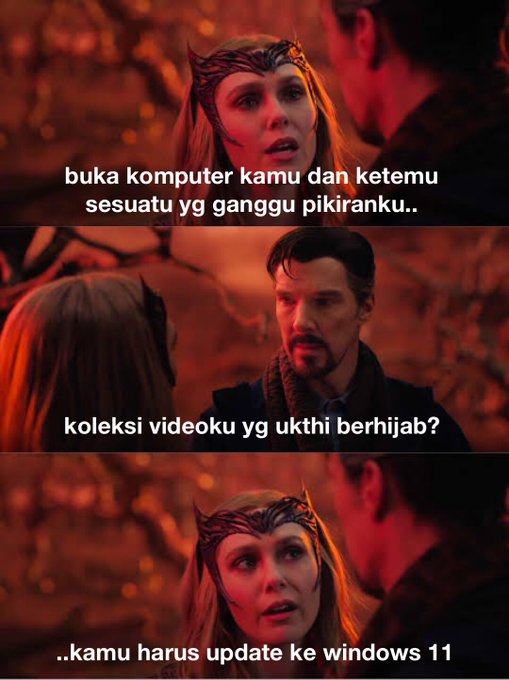 buka komputer kamu dan ketemu
sesuatu yg ganggu pikiranku..
koleksi videoku yg ukthi berhijab?
..kamu harus update ke windows 11